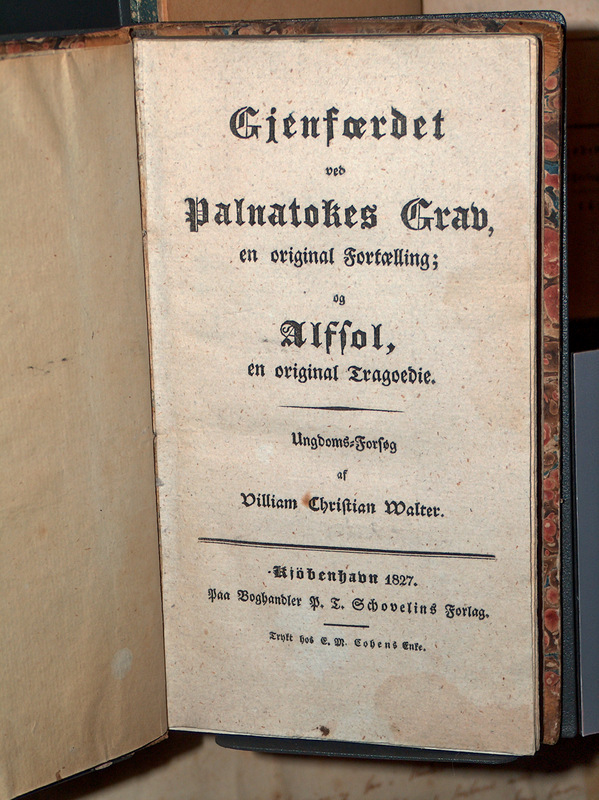 Gjenfærdet
ved
Palnatokes Grav,
en original Fortælling;
og
Alfſol,
en original Tragoedie.
Ungdoms-Forſøg
af
Villiam Chriſtian Walter.
Kjöbenhavn 1827.
Paa Boghandler P. T. Schovelins Forlag.
Trykt hos E. M. Cohens Enke.